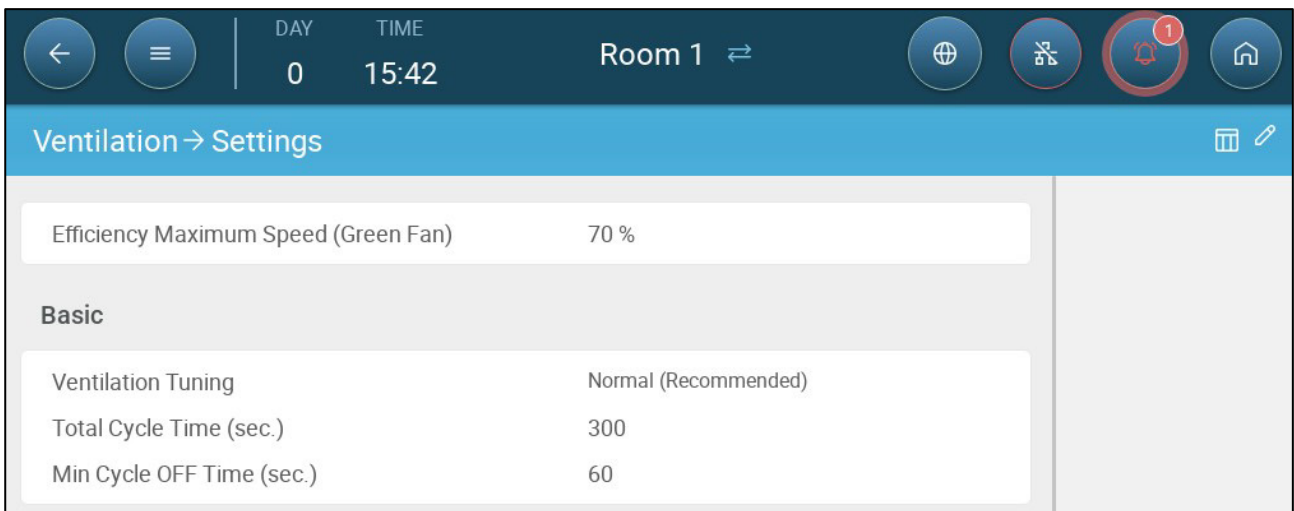 DAY TIME
0 15:42
Room 1
1
Ventilation → Settings
Efficiency Maximum Speed (Green Fan) 70 %
Basic
Ventilation Tuning Normal (Recommended)
Total Cycle Time (sec.) 300
Min Cycle OFF Time (sec.) 60